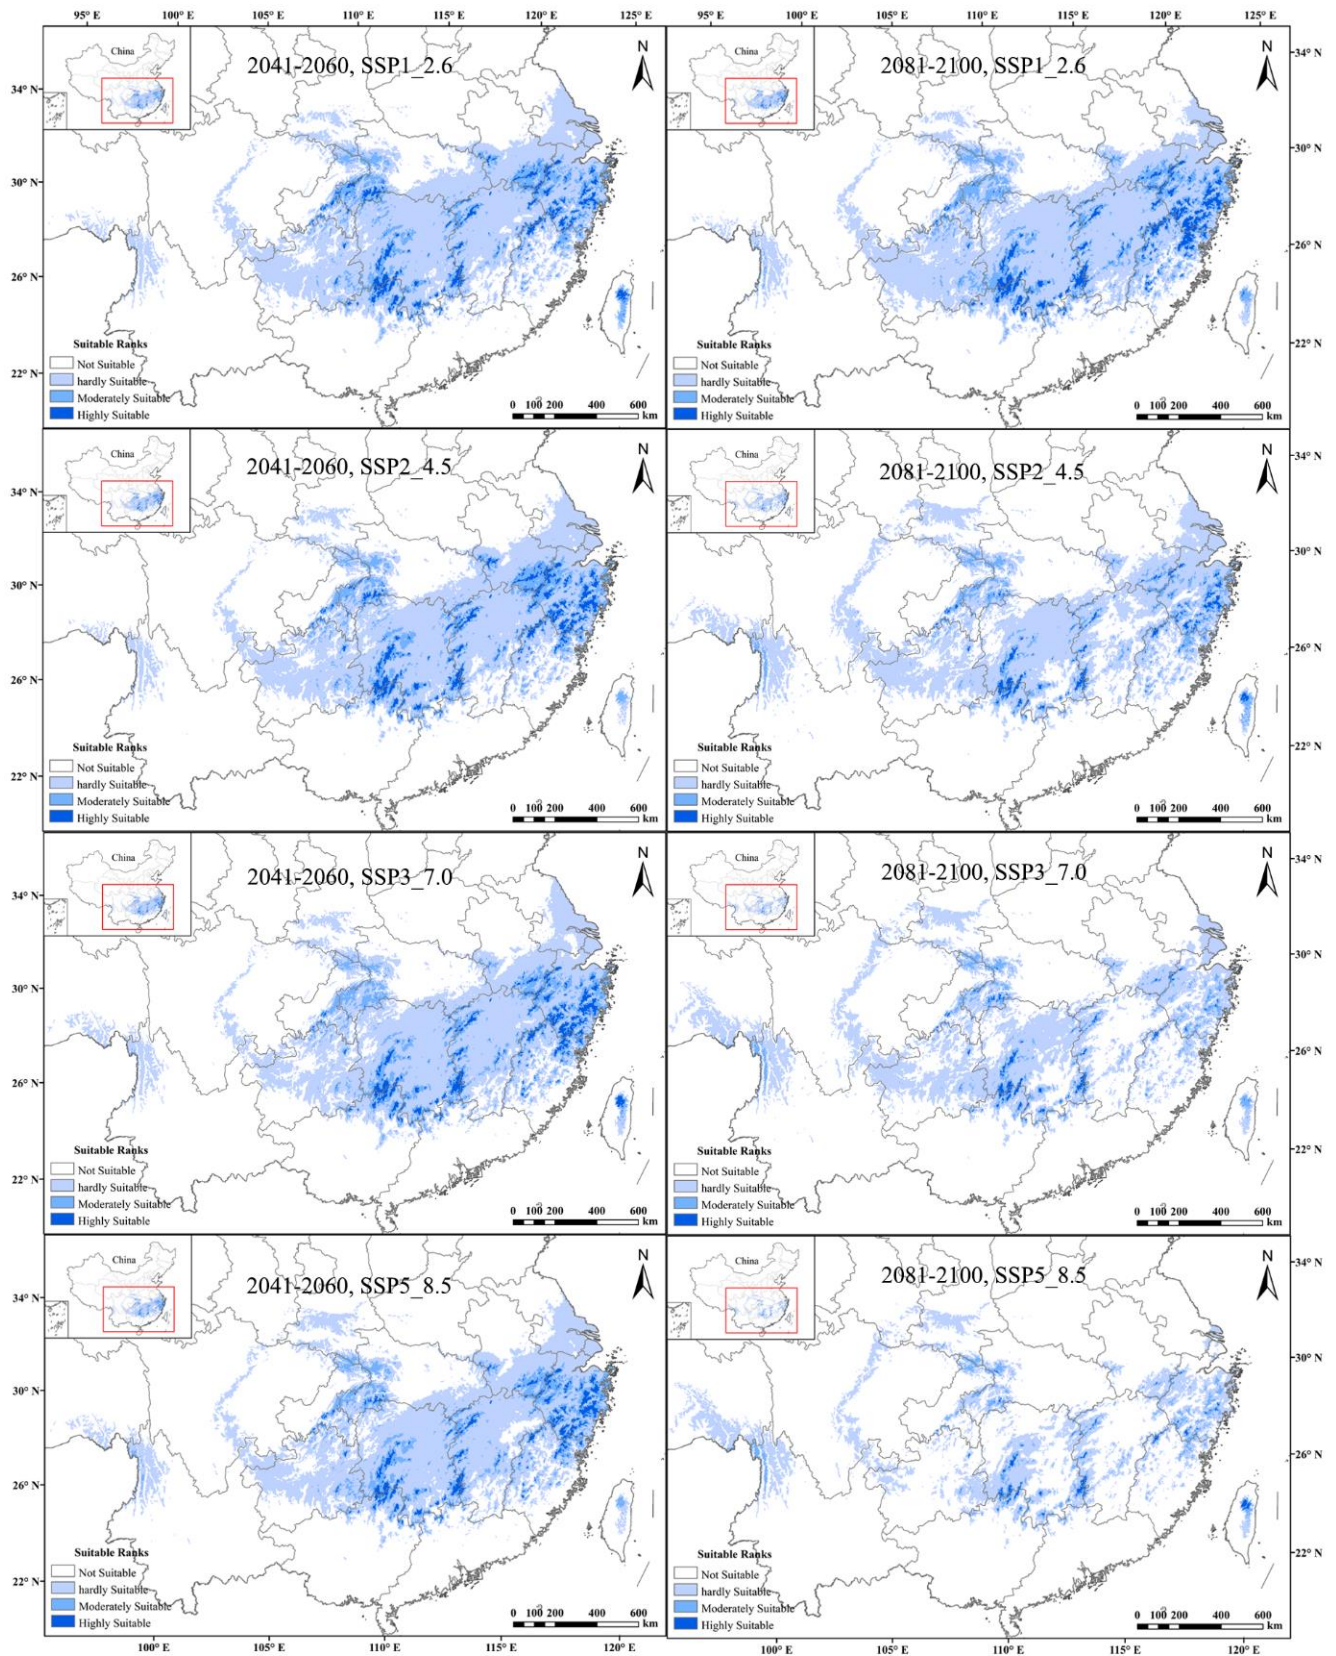 95° E 100° E 105° E 110° E 115° E 120° E 125° E 95° E 100° E 105° E 110° E 115° E 120° E 125° E
China
2041-2060, SSP1_2.6
N
34° N
30° N
26° N
22° N
Suitable Ranks
Not Suitable
hardly Suitable
Moderately Suitable
Highly Suitable
0 100 200 400 600
km
China
2081-2100, SSP1_2.6
N
34° N
30° N
26° N
22° N
Suitable Ranks
Not Suitable
hardly Suitable
Moderately Suitable
Highly Suitable
0 100 200 400 600
km
China
2041-2060, SSP2_4.5
N
34° N
30° N
26° N
22° N
Suitable Ranks
Not Suitable
hardly Suitable
Moderately Suitable
Highly Suitable
0 100 200 400 600
km
China
2081-2100, SSP2_4.5
N
34° N
30° N
26° N
22° N
Suitable Ranks
Not Suitable
hardly Suitable
Moderately Suitable
Highly Suitable
0 100 200 400 600
km
China
2041-2060, SSP3_7.0
N
34° N
30° N
26° N
22° N
Suitable Ranks
Not Suitable
hardly Suitable
Moderately Suitable
Highly Suitable
0 100 200 400 600
km
China
2081-2100, SSP3_7.0
N
34° N
30° N
26° N
22° N
Suitable Ranks
Not Suitable
hardly Suitable
Moderately Suitable
Highly Suitable
0 100 200 400 600
km
China
2041-2060, SSP5_8.5
N
34° N
30° N
26° N
22° N
Suitable Ranks
Not Suitable
hardly Suitable
Moderately Suitable
Highly Suitable
0 100 200 400 600
km
China
2081-2100, SSP5_8.5
N
34° N
30° N
26° N
22° N
Suitable Ranks
Not Suitable
hardly Suitable
Moderately Suitable
Highly Suitable
0 100 200 400 600
km
100° E 105° E 110° E 115° E 120° E 100° E 105° E 110° E 115° E 120° E